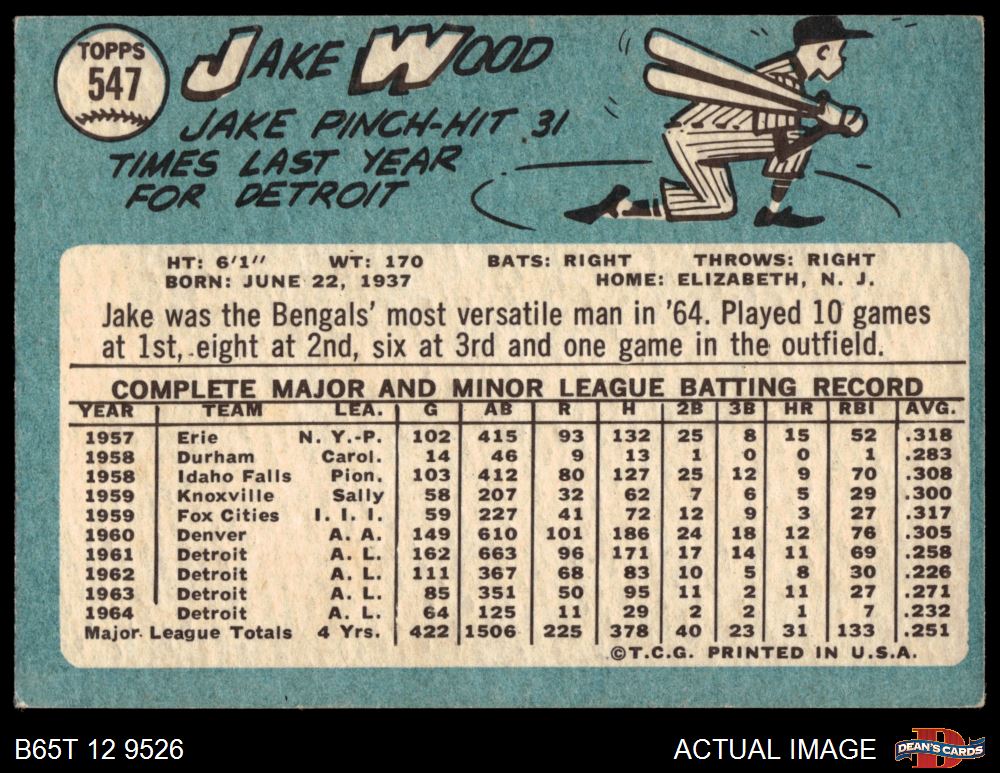 TOPPS
547
JAKE WOOD
JAKE PINCH-HIT 31
TIMES LAST YEAR
FOR DETROIT
HT: 6'1" WT: 170 BATS: RIGHT THROWS: RIGHT
BORN: JUNE 22, 1937 HOME: ELIZABETH, N. J.
Jake was the Bengals' most versatile man in '64. Played 10 games
at 1st, eight at 2nd, six at 3rd and one game in the outfield.
COMPLETE MAJOR AND MINOR LEAGUE BATTING RECORD
YEAR TEAM LEA. G AB R H 2B 3B HR RBI AVG.
1957 Erie N. Y.-P. 102 415 93 132 25 8 15 52 .318
1958 Durham Carol. 14 46 9 13 1 0 0 1 .283
1958 Idaho Falls Pion. 103 412 80 127 25 12 9 70 .308
1959 Knoxville Sally 58 207 32 62 7 6 5 29 .300
1959 Fox Cities I. I. I. 59 227 41 72 12 9 3 27 .317
1960 Denver A. A. 149 610 101 186 24 18 12 76 .305
1961 Detroit A. L. 162 663 96 171 17 14 11 69 .258
1962 Detroit A. L. 111 367 68 83 10 5 8 30 .226
1963 Detroit A. L. 85 351 50 95 11 2 11 27 .271
1964 Detroit A. L. 64 125 11 29 2 2 1 7 .232
Major League Totals 4 Yrs. 422 1506 225 378 40 23 31 133 .251
©T.C.G. PRINTED IN U.S.A.
B65T 12 9526 ACTUAL IMAGE
D DEAN'S CARDS